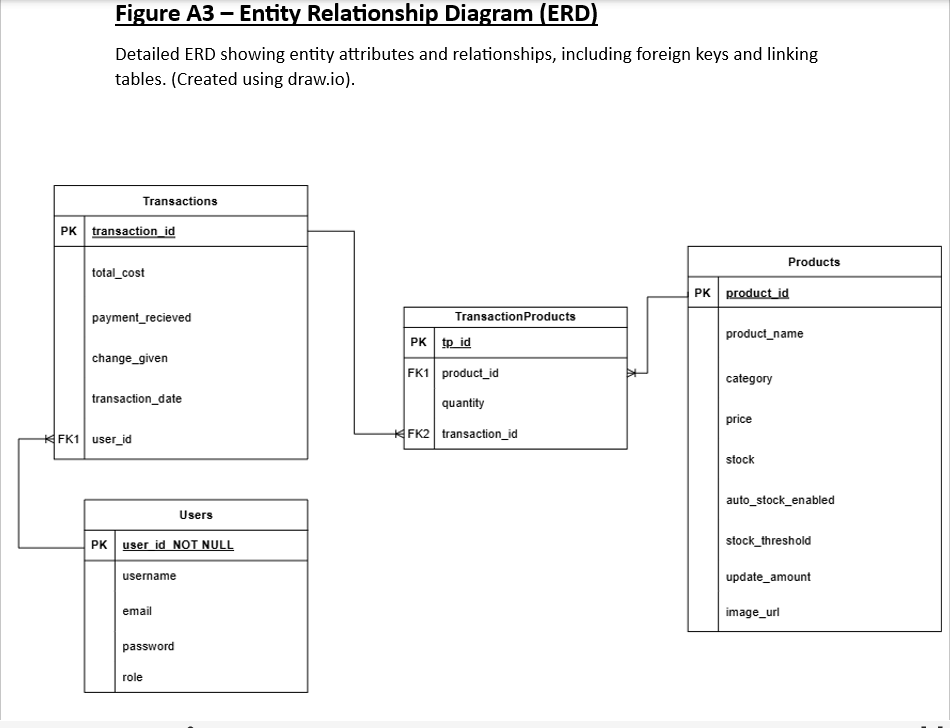 Figure A3 – Entity Relationship Diagram (ERD)
Detailed ERD showing entity attributes and relationships, including foreign keys and linking
tables. (Created using draw.io).
Transactions
PK transaction_id
total_cost
payment_recieved
change_given
transaction_date
FK1 user_id
Users
PK user_id NOT NULL
username
email
password
role
TransactionProducts
PK tp_id
FK1 product_id
quantity
FK2 transaction_id
Products
PK product_id
product_name
category
price
stock
auto_stock_enabled
stock_threshold
update_amount
image_url